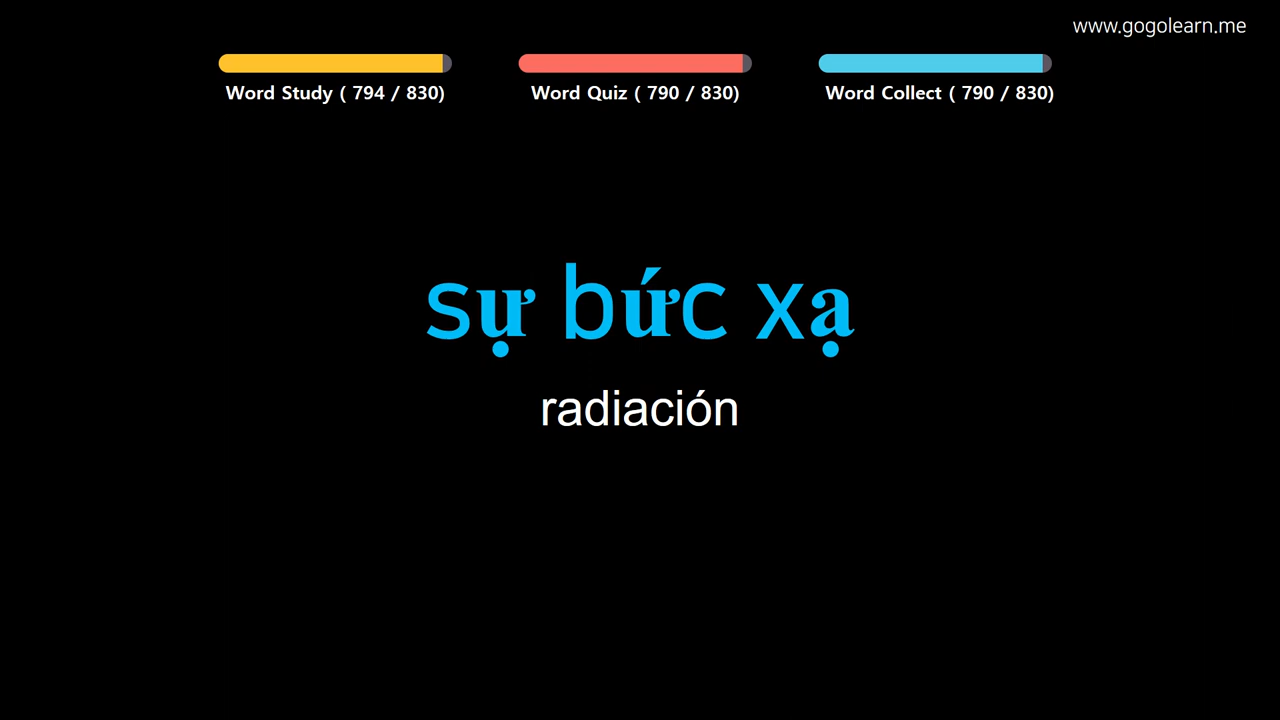 www.gogolearn.me
Word Study ( 794 / 830)
Word Quiz ( 790 / 830)
Word Collect ( 790 / 830)
sự bức xạ
radiación